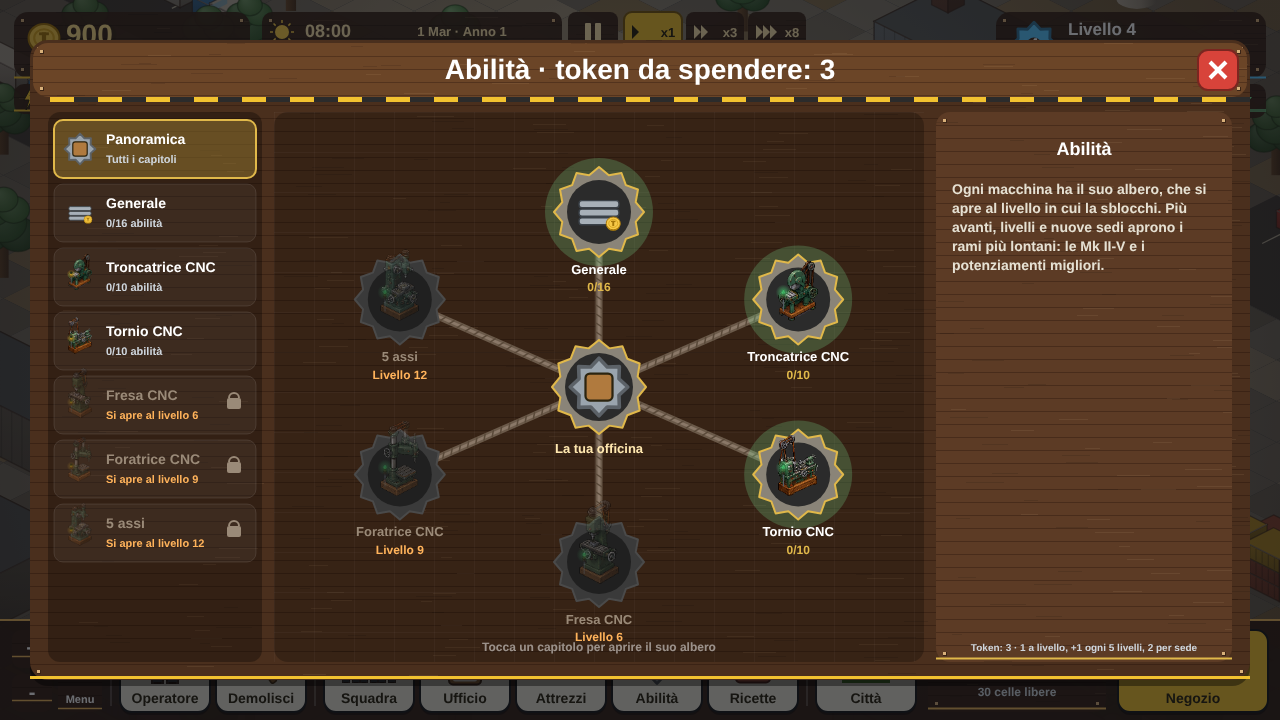 900
08:00
1 Mar · Anno 1
x1
x3
x8
Livello 4
Abilità · token da spendere: 3
Panoramica
Tutti i capitoli
Generale
0/16 abilità
Troncatrice CNC
0/10 abilità
Tornio CNC
0/10 abilità
Fresa CNC
Si apre al livello 6
Foratrice CNC
Si apre al livello 9
5 assi
Si apre al livello 12
Generale
0/16
5 assi
Livello 12
Troncatrice CNC
0/10
La tua officina
Foratrice CNC
Livello 9
Tornio CNC
0/10
Fresa CNC
Livello 6
Tocca un capitolo per aprire il suo albero
Abilità
Ogni macchina ha il suo albero, che si
apre al livello in cui la sblocchi. Più
avanti, livelli e nuove sedi aprono i
rami più lontani: le Mk II-V e i
potenziamenti migliori.
Token: 3 · 1 a livello, +1 ogni 5 livelli, 2 per sede
Menu
Operatore
Demolisci
Squadra
Ufficio
Attrezzi
Abilità
Ricette
Città
30 celle libere
Negozio